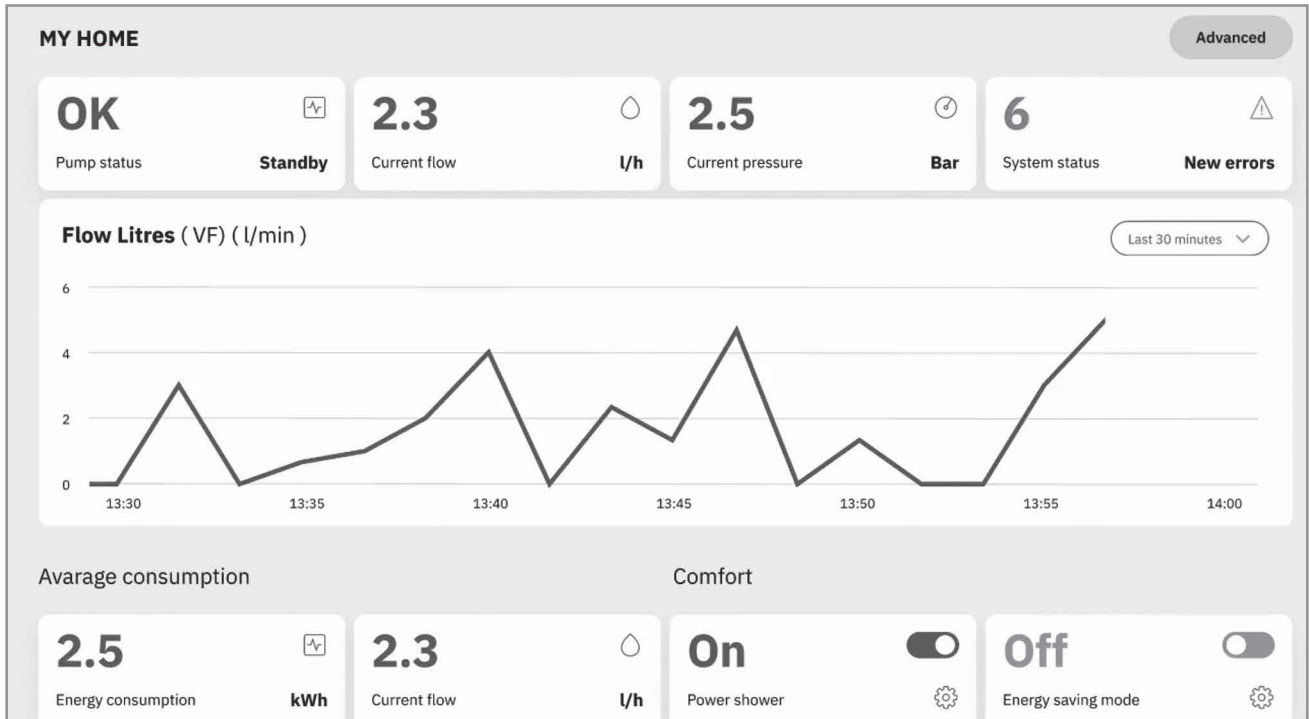 MY HOME
Advanced
OK
Pump status
Standby
2.3
Current flow
l/h
2.5
Current pressure
Bar
6
System status
New errors
Flow Litres ( VF) ( l/min )
Last 30 minutes
6
4
2
0
13:30
13:35
13:40
13:45
13:50
13:55
14:00
Avarage consumption
Comfort
2.5
Energy consumption
kWh
2.3
Current flow
l/h
On
Power shower
Off
Energy saving mode